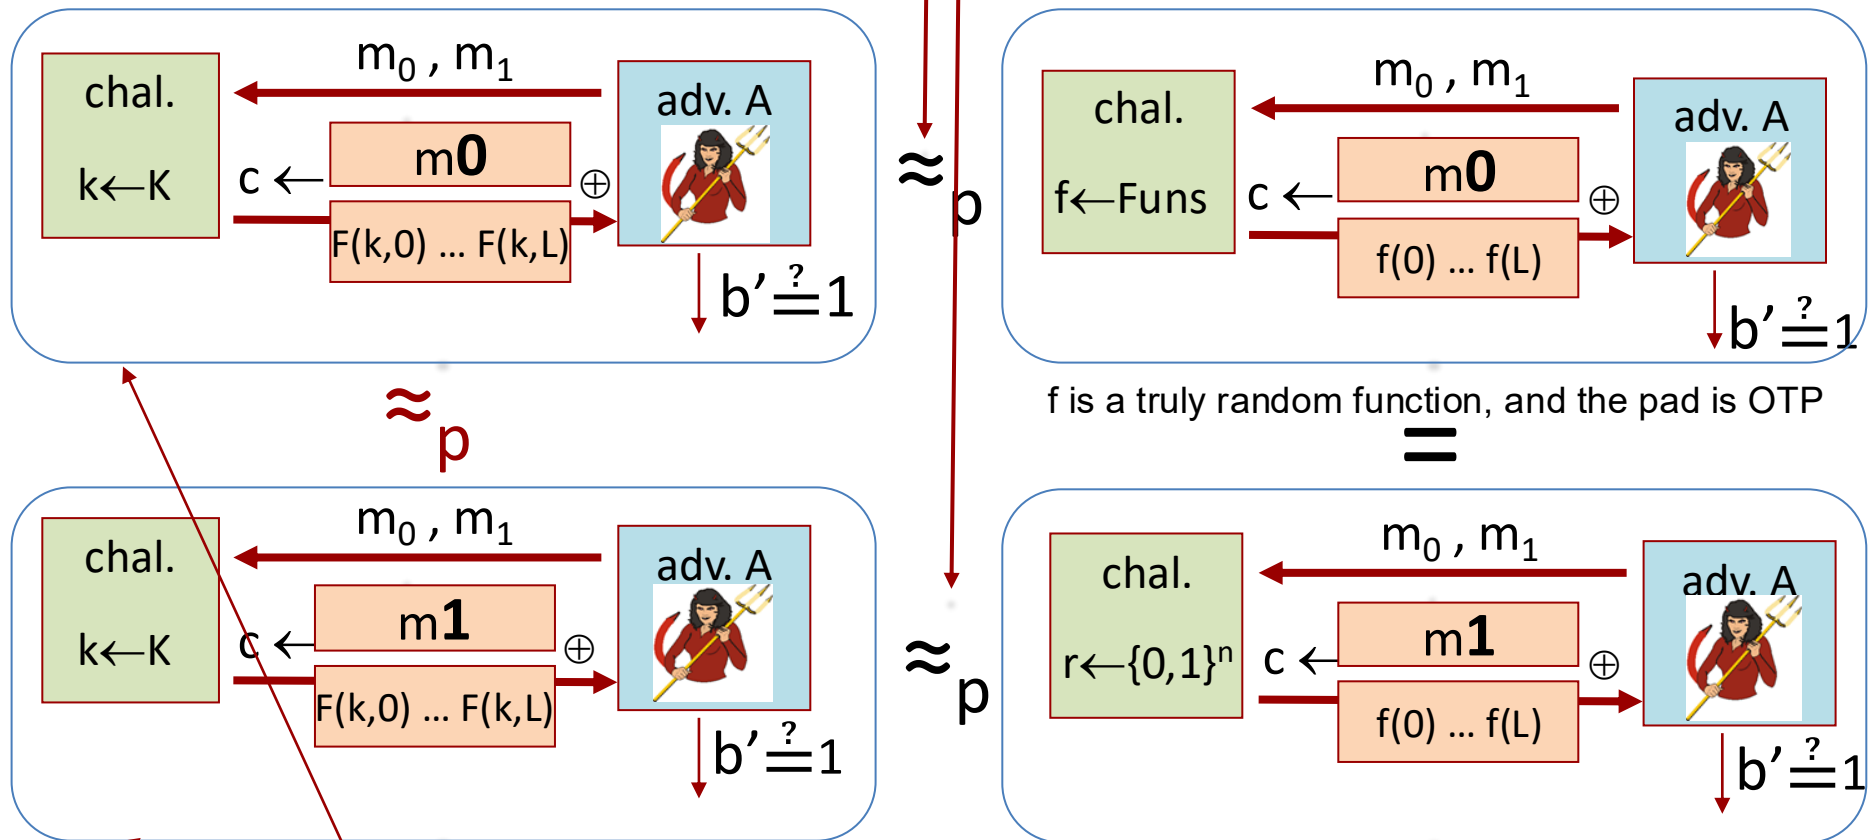 m₀ , m₁
chal.
adv. A
m0
c ←
⊕
k←K
F(k,0) ... F(k,L)
b’ ≟ 1
≈p
m₀ , m₁
chal.
adv. A
m0
c ←
⊕
f←Funs
f(0) ... f(L)
b’ ≟ 1
≈p
f is a truly random function, and the pad is OTP
=
m₀ , m₁
chal.
adv. A
m1
c ←
⊕
k←K
F(k,0) ... F(k,L)
b’ ≟ 1
≈p
m₀ , m₁
chal.
adv. A
m1
c ←
⊕
r←{0,1}ⁿ
f(0) ... f(L)
b’ ≟ 1